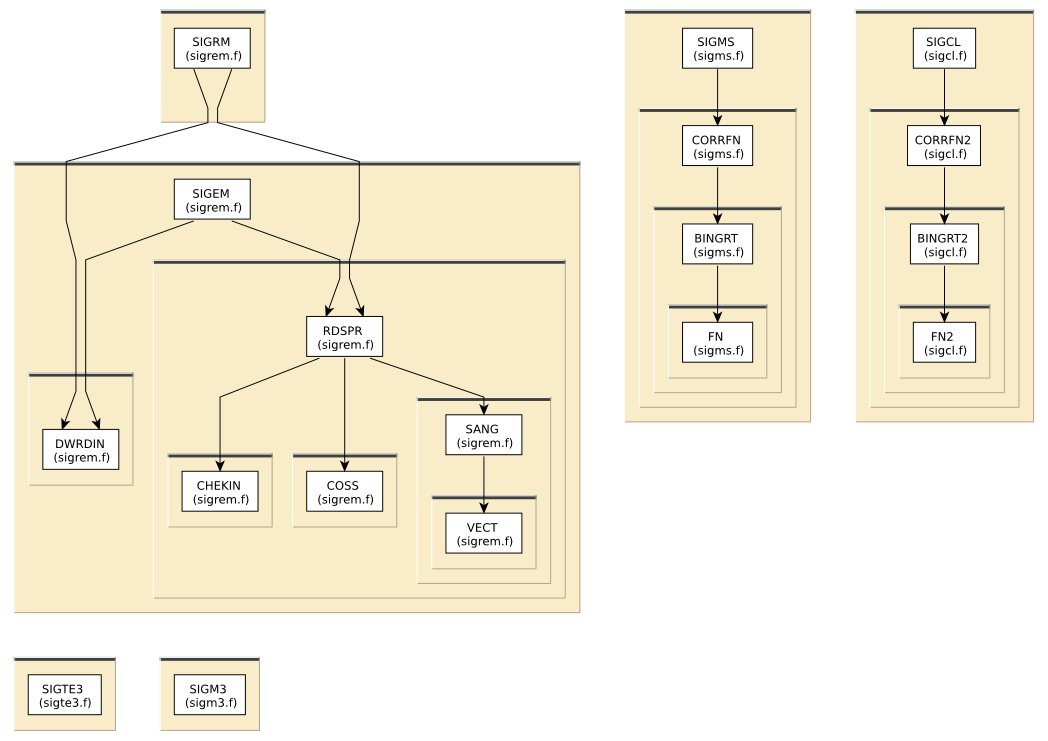 SIGRM
(sigrem.f)
SIGMS
(sigms.f)
SIGCL
(sigcl.f)
CORRFN
(sigms.f)
CORRFN2
(sigcl.f)
SIGEM
(sigrem.f)
BINGRT
(sigms.f)
BINGRT2
(sigcl.f)
RDSPR
(sigrem.f)
FN
(sigms.f)
FN2
(sigcl.f)
DWRDIN
(sigrem.f)
SANG
(sigrem.f)
CHEKIN
(sigrem.f)
COSS
(sigrem.f)
VECT
(sigrem.f)
SIGTE3
(sigte3.f)
SIGM3
(sigm3.f)